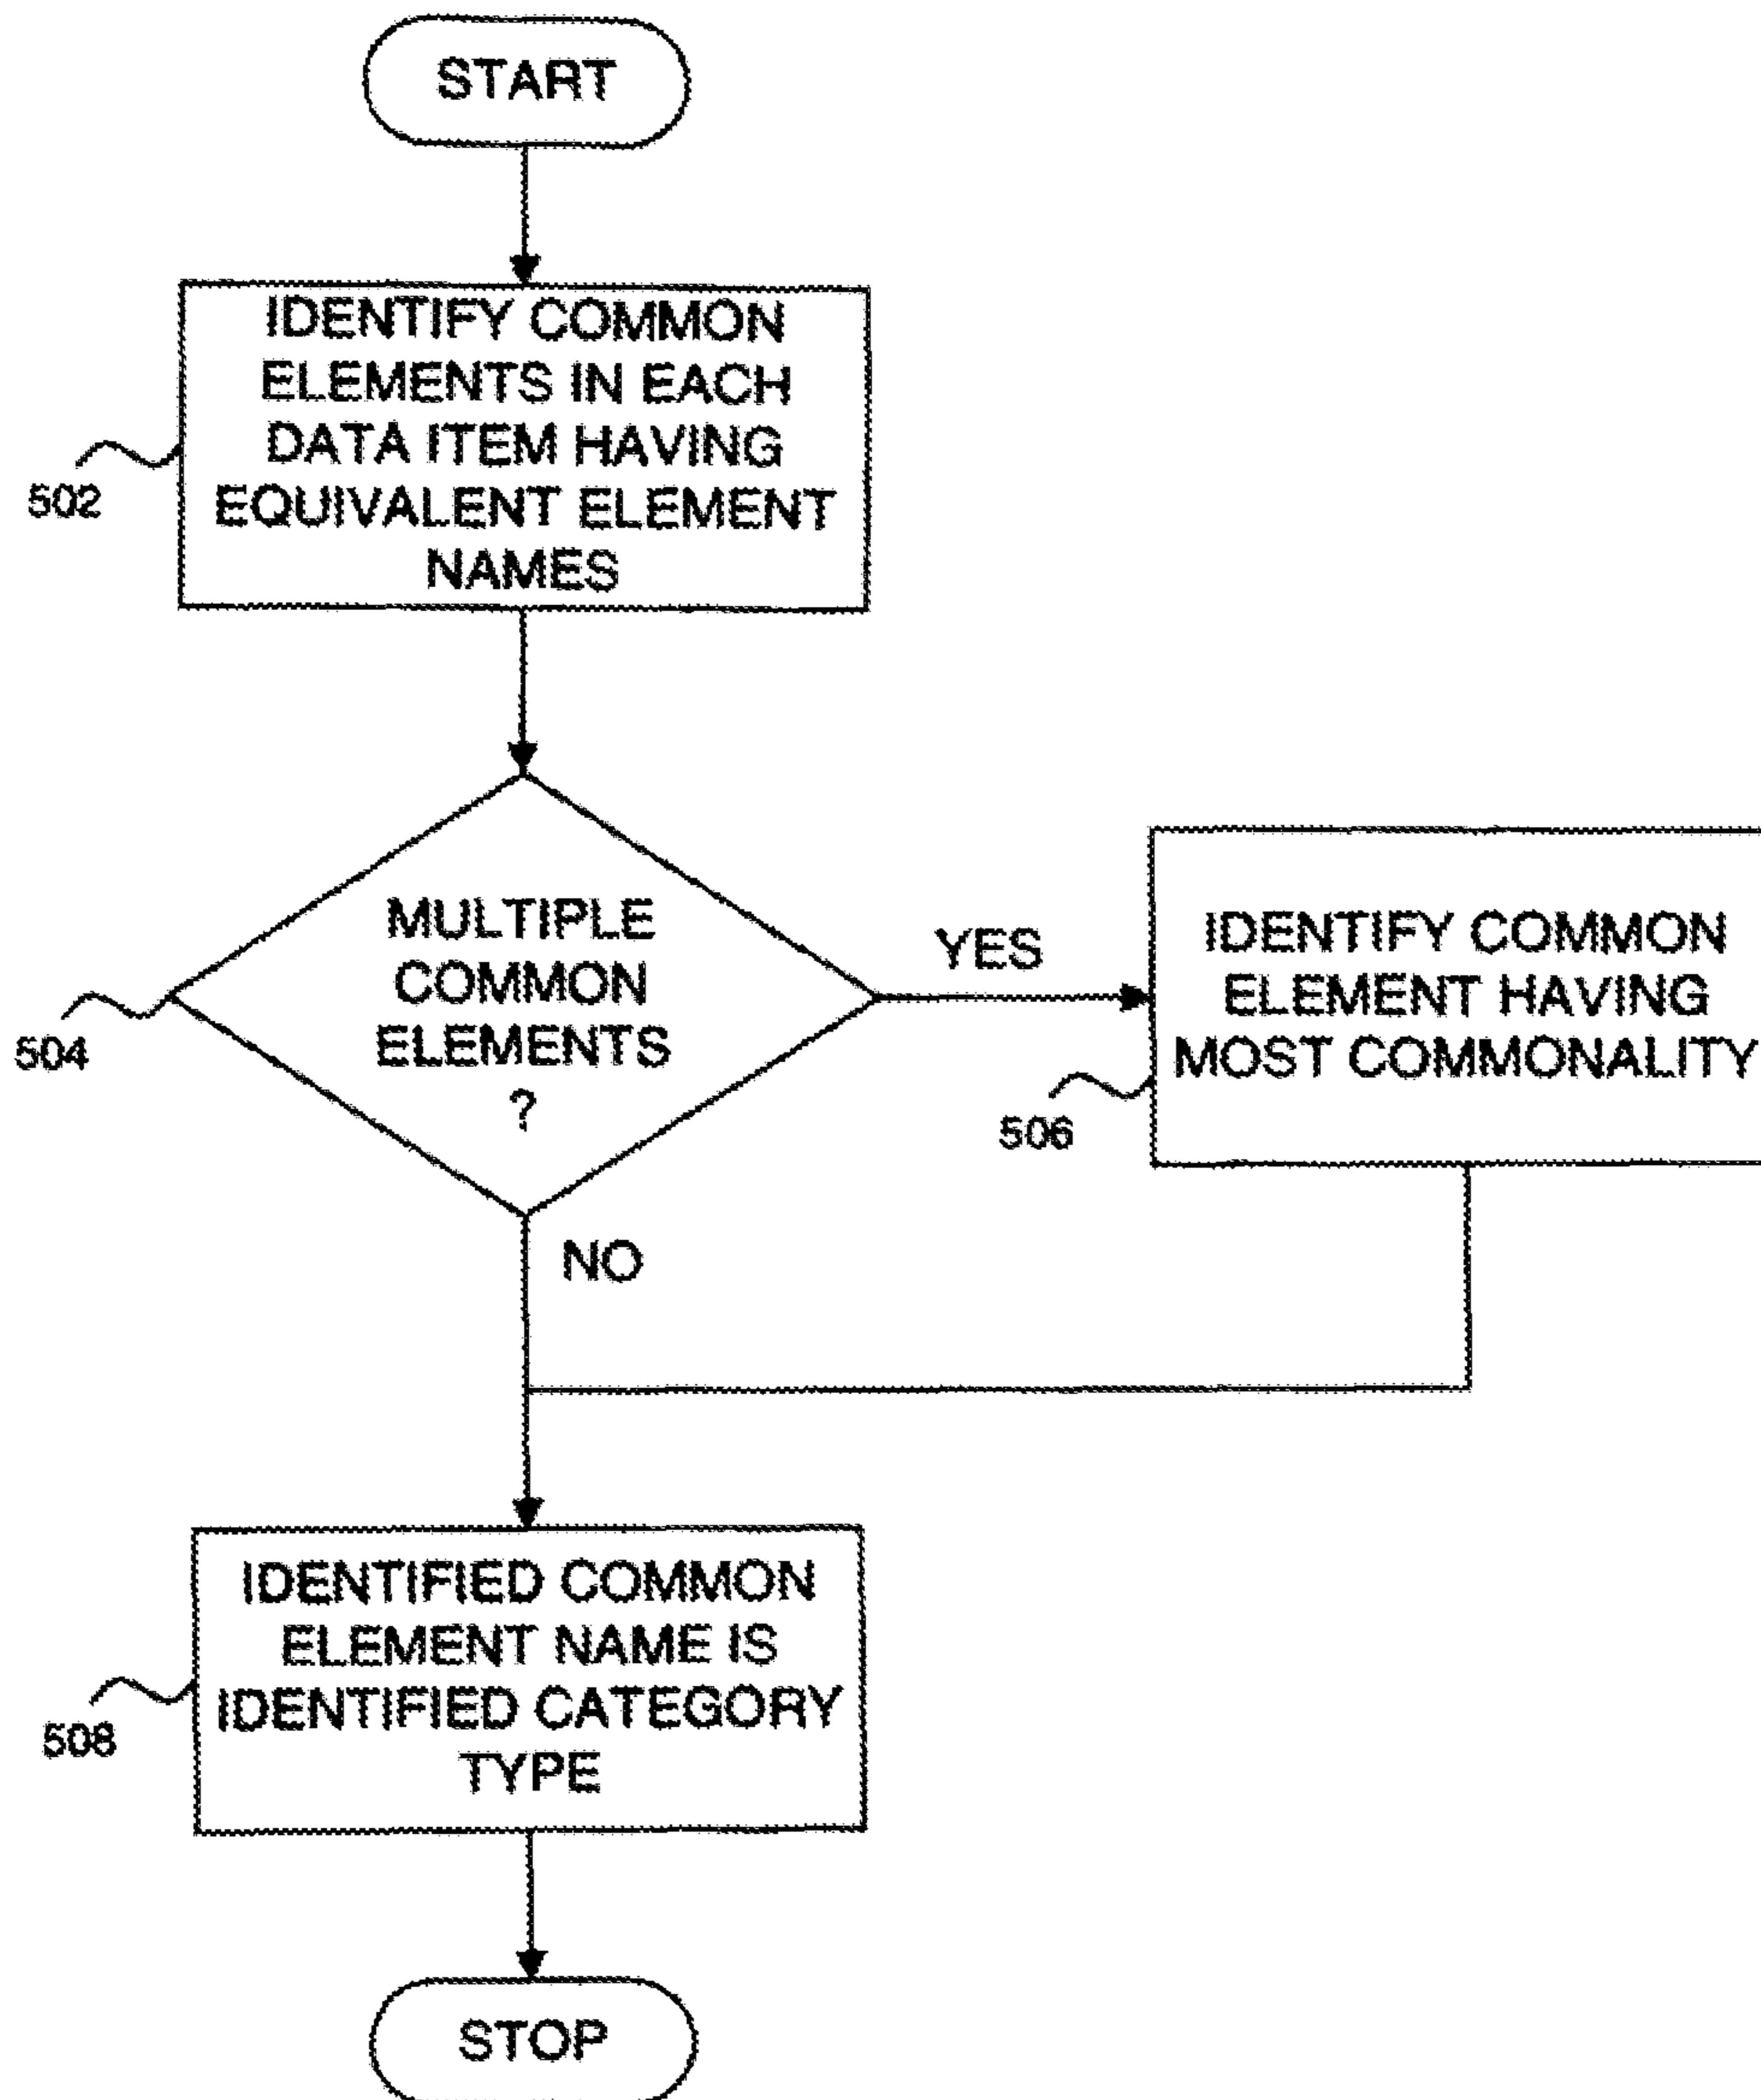 START
IDENTIFY COMMON
ELEMENTS IN EACH
DATA ITEM HAVING
EQUIVALENT ELEMENT
NAMES
502
MULTIPLE
COMMON
ELEMENTS
?
504
YES
IDENTIFY COMMON
ELEMENT HAVING
MOST COMMONALITY
506
NO
IDENTIFIED COMMON
ELEMENT NAME IS
IDENTIFIED CATEGORY
TYPE
508
STOP